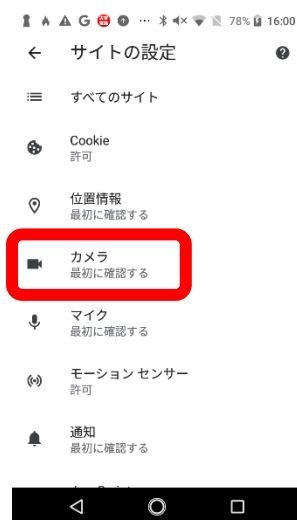 78% 16:00
サイトの設定
すべてのサイト
Cookie
許可
位置情報
最初に確認する
カメラ
最初に確認する
マイク
最初に確認する
モーション センサー
許可
通知
最初に確認する